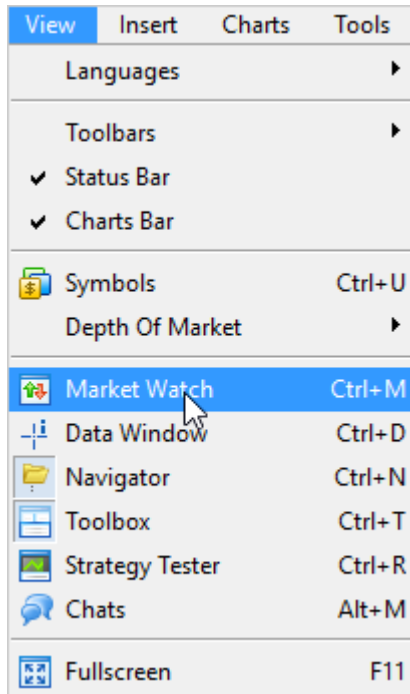 View Insert Charts Tools
Languages
Toolbars
Status Bar
Charts Bar
Symbols Ctrl+U
Depth Of Market
Market Watch Ctrl+M
Data Window Ctrl+D
Navigator Ctrl+N
Toolbox Ctrl+T
Strategy Tester Ctrl+R
Chats Alt+M
Fullscreen F11